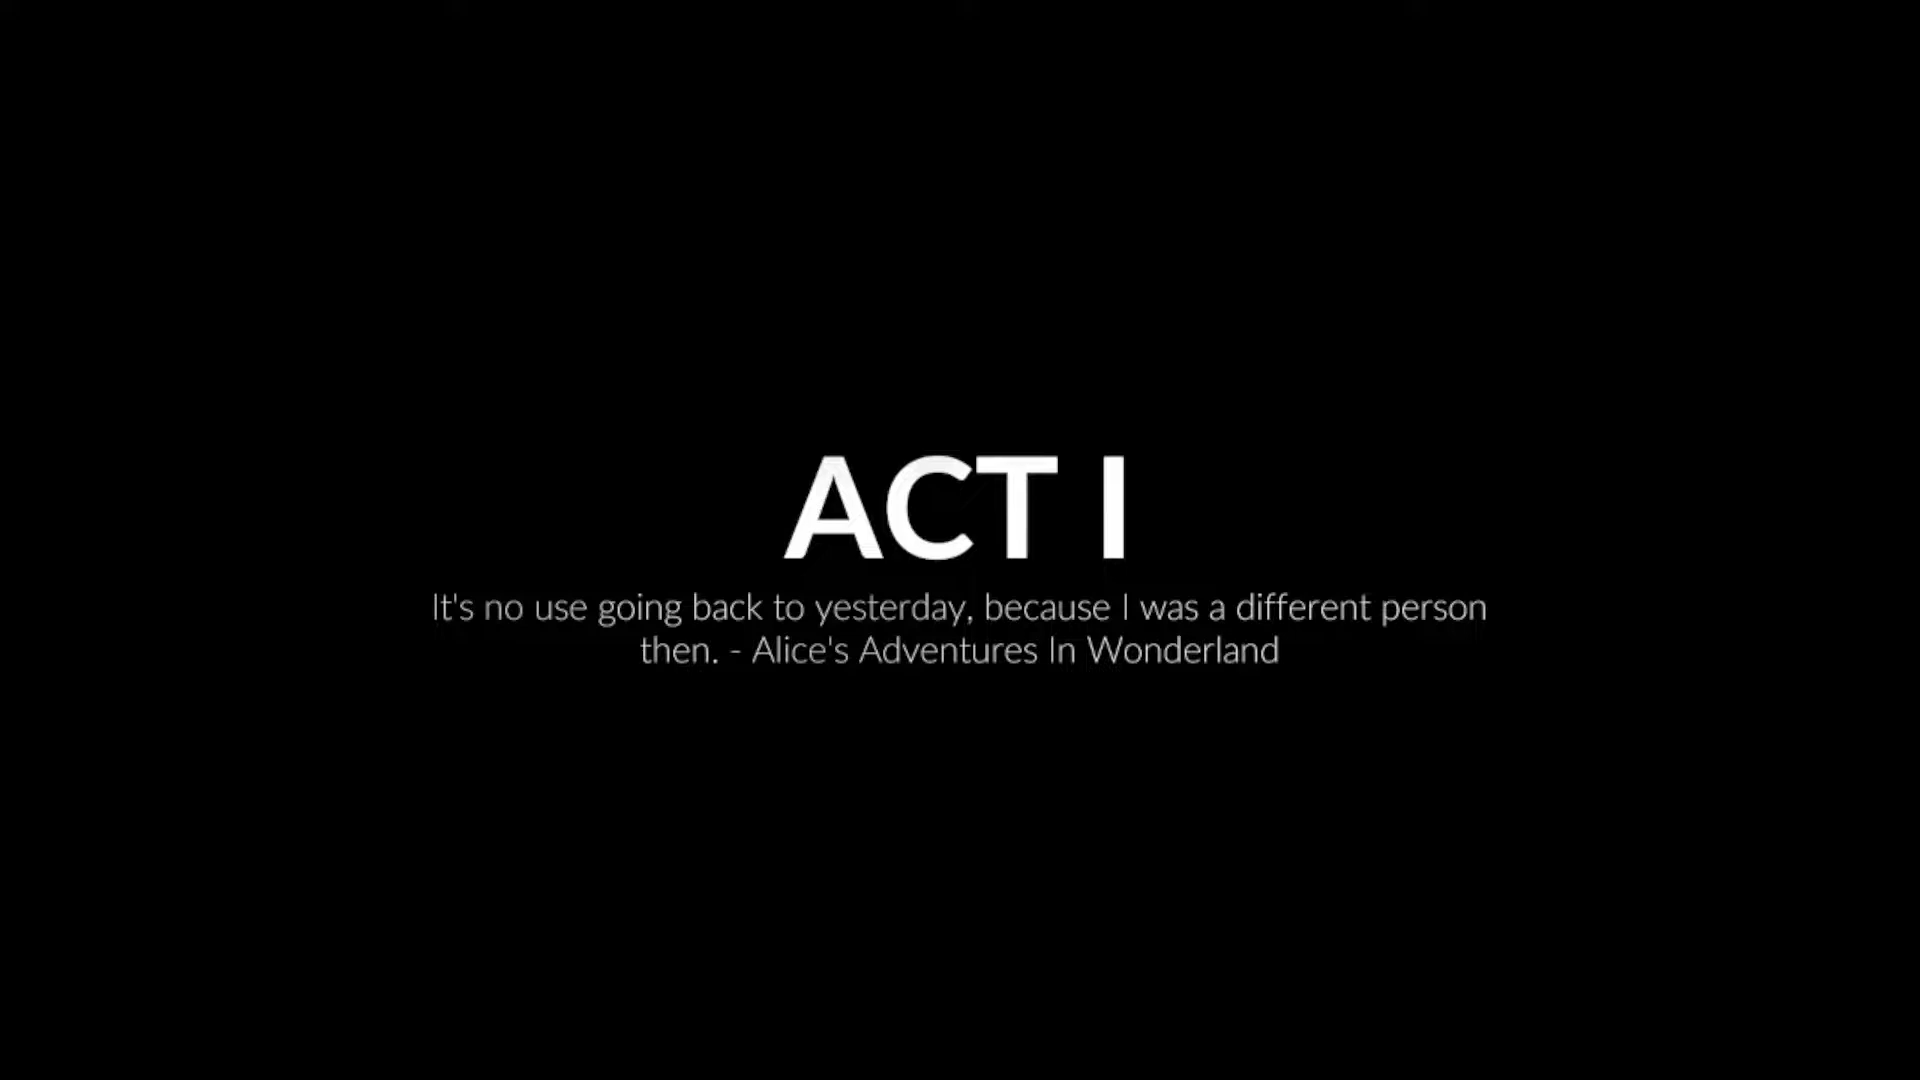 ACT I
It's no use going back to yesterday, because I was a different person
then. - Alice's Adventures In Wonderland